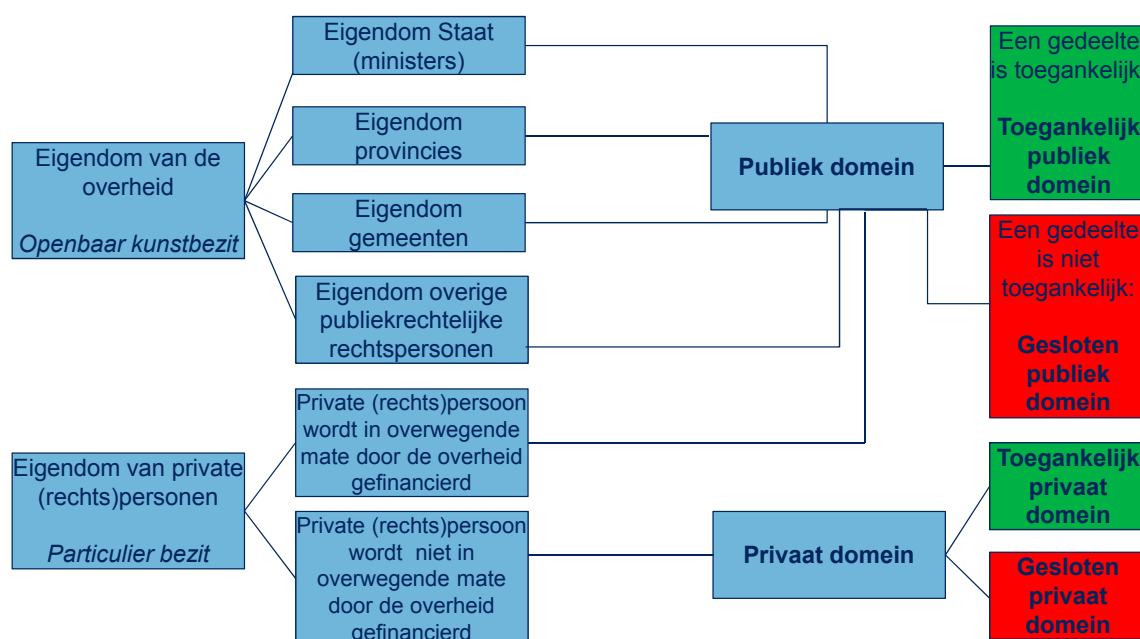 Eigendom van de
overheid
Openbaar kunstbezit
Eigendom Staat
(ministers)
Eigendom
provincies
Eigendom
gemeenten
Eigendom overige
publiekrechtelijke
rechtspersonen
Publiek domein
Een gedeelte
is toegankelijk:
Toegankelijk
publiek
domein
Een gedeelte
is niet
toegankelijk:
Gesloten
publiek
domein
Eigendom van private
(rechts)personen
Particulier bezit
Private (rechts)persoon
wordt in overwegende
mate door de overheid
gefinancierd
Private (rechts)persoon
wordt niet in
overwegende mate
door de overheid
gefinancierd
Privaat domein
Toegankelijk
privaat
domein
Gesloten
privaat
domein